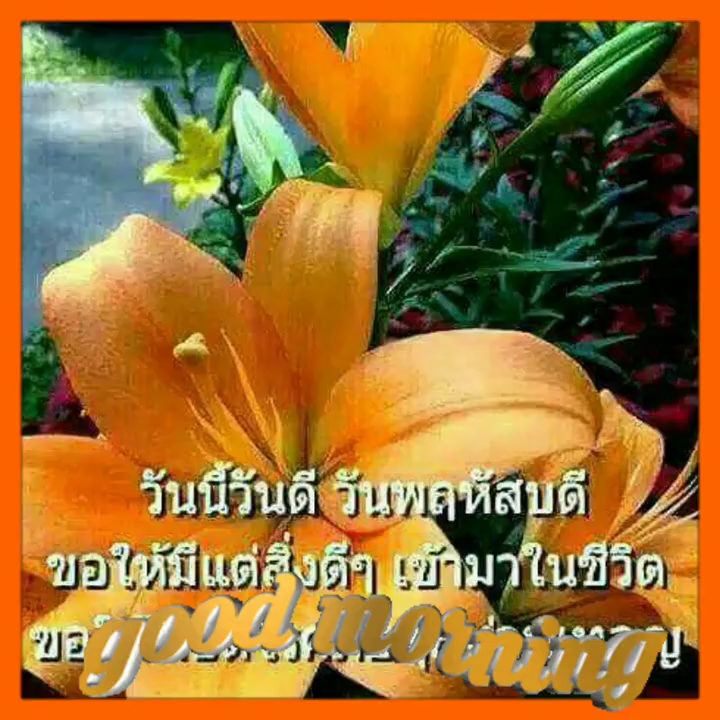 วันนี้วันดี วันพฤหัสบดี
ขอให้มีแต่สิ่งดีๆ เข้ามาในชีวิต
good morning